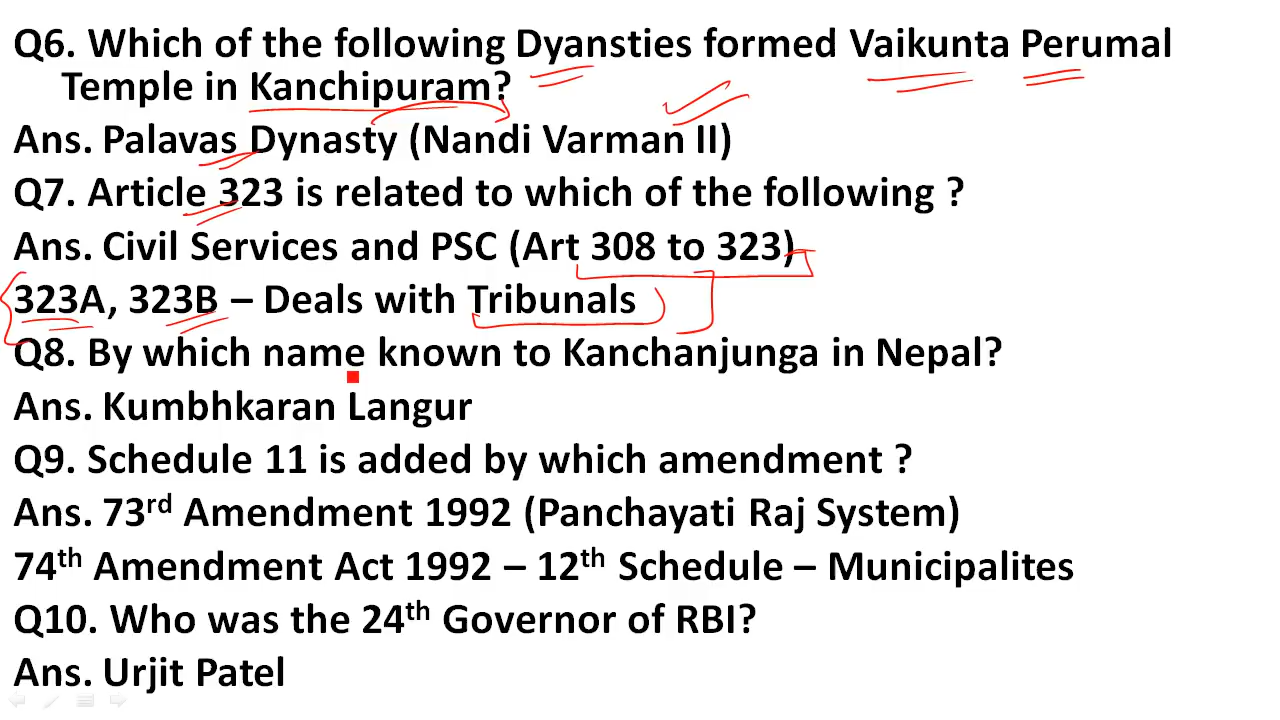 Q6. Which of the following Dyansties formed Vaikunta Perumal
Temple in Kanchipuram?
Ans. Palavas Dynasty (Nandi Varman II)
Q7. Article 323 is related to which of the following ?
Ans. Civil Services and PSC (Art 308 to 323)
323A, 323B – Deals with Tribunals
Q8. By which name known to Kanchanjunga in Nepal?
Ans. Kumbhkaran Langur
Q9. Schedule 11 is added by which amendment ?
Ans. 73rd Amendment 1992 (Panchayati Raj System)
74th Amendment Act 1992 – 12th Schedule – Municipalites
Q10. Who was the 24th Governor of RBI?
Ans. Urjit Patel